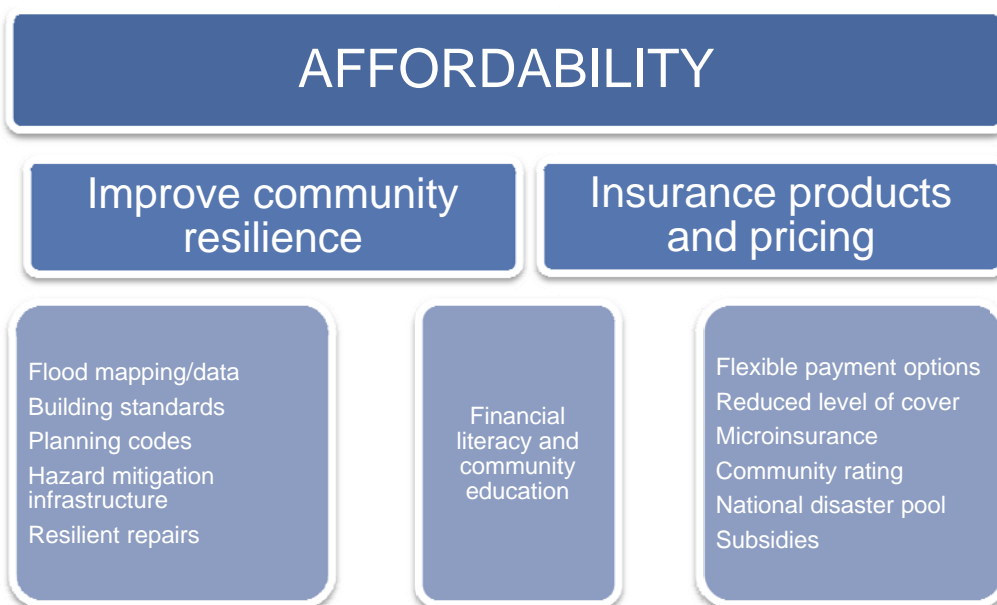 AFFORDABILITY
Improve community
resilience
Insurance products
and pricing
Flood mapping/data
Building standards
Planning codes
Hazard mitigation
infrastructure
Resilient repairs
Financial
literacy and
community
education
Flexible payment options
Reduced level of cover
Microinsurance
Community rating
National disaster pool
Subsidies